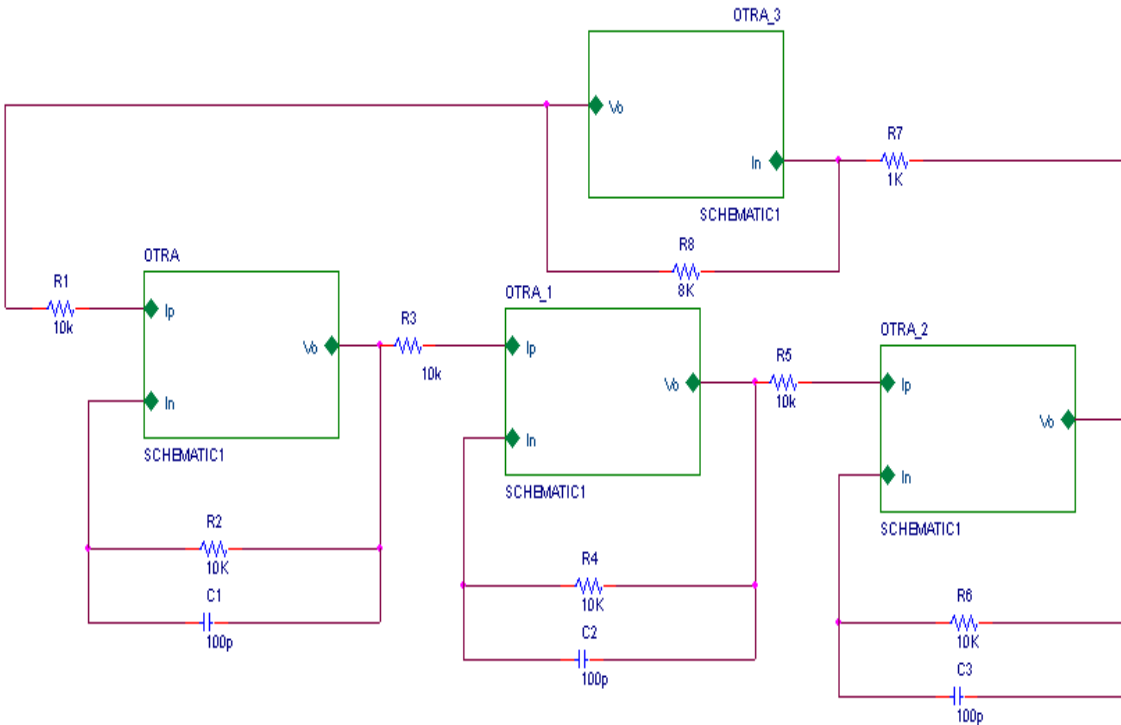 OTRA_3
Vo
R7
In
1K
SCHEMATIC1
R8
8K
OTRA
R1
Ip
10k
Vo
In
SCHEMATIC1
R2
10K
C1
100p
OTRA_1
R3
Ip
10k
Vo
In
SCHEMATIC1
R4
10K
C2
100p
OTRA_2
R5
Ip
10k
Vo
In
SCHEMATIC1
R6
10K
C3
100p